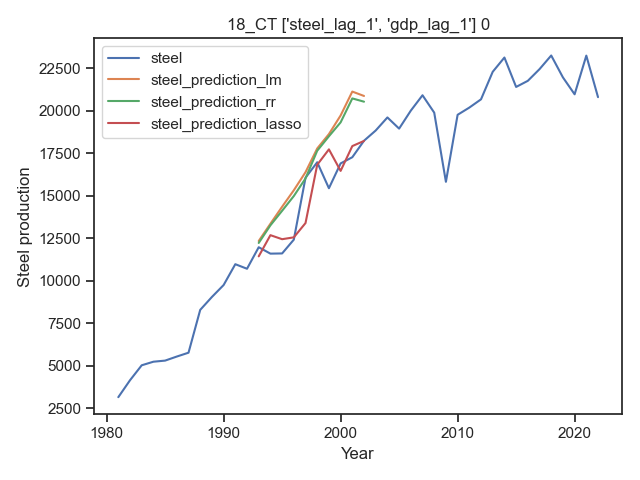 18_CT ['steel_lag_1', 'gdp_lag_1'] 0
steel
steel_prediction_lm
steel_prediction_rr
steel_prediction_lasso
Steel production
22500
20000
17500
15000
12500
10000
7500
5000
2500
1980
1990
2000
2010
2020
Year